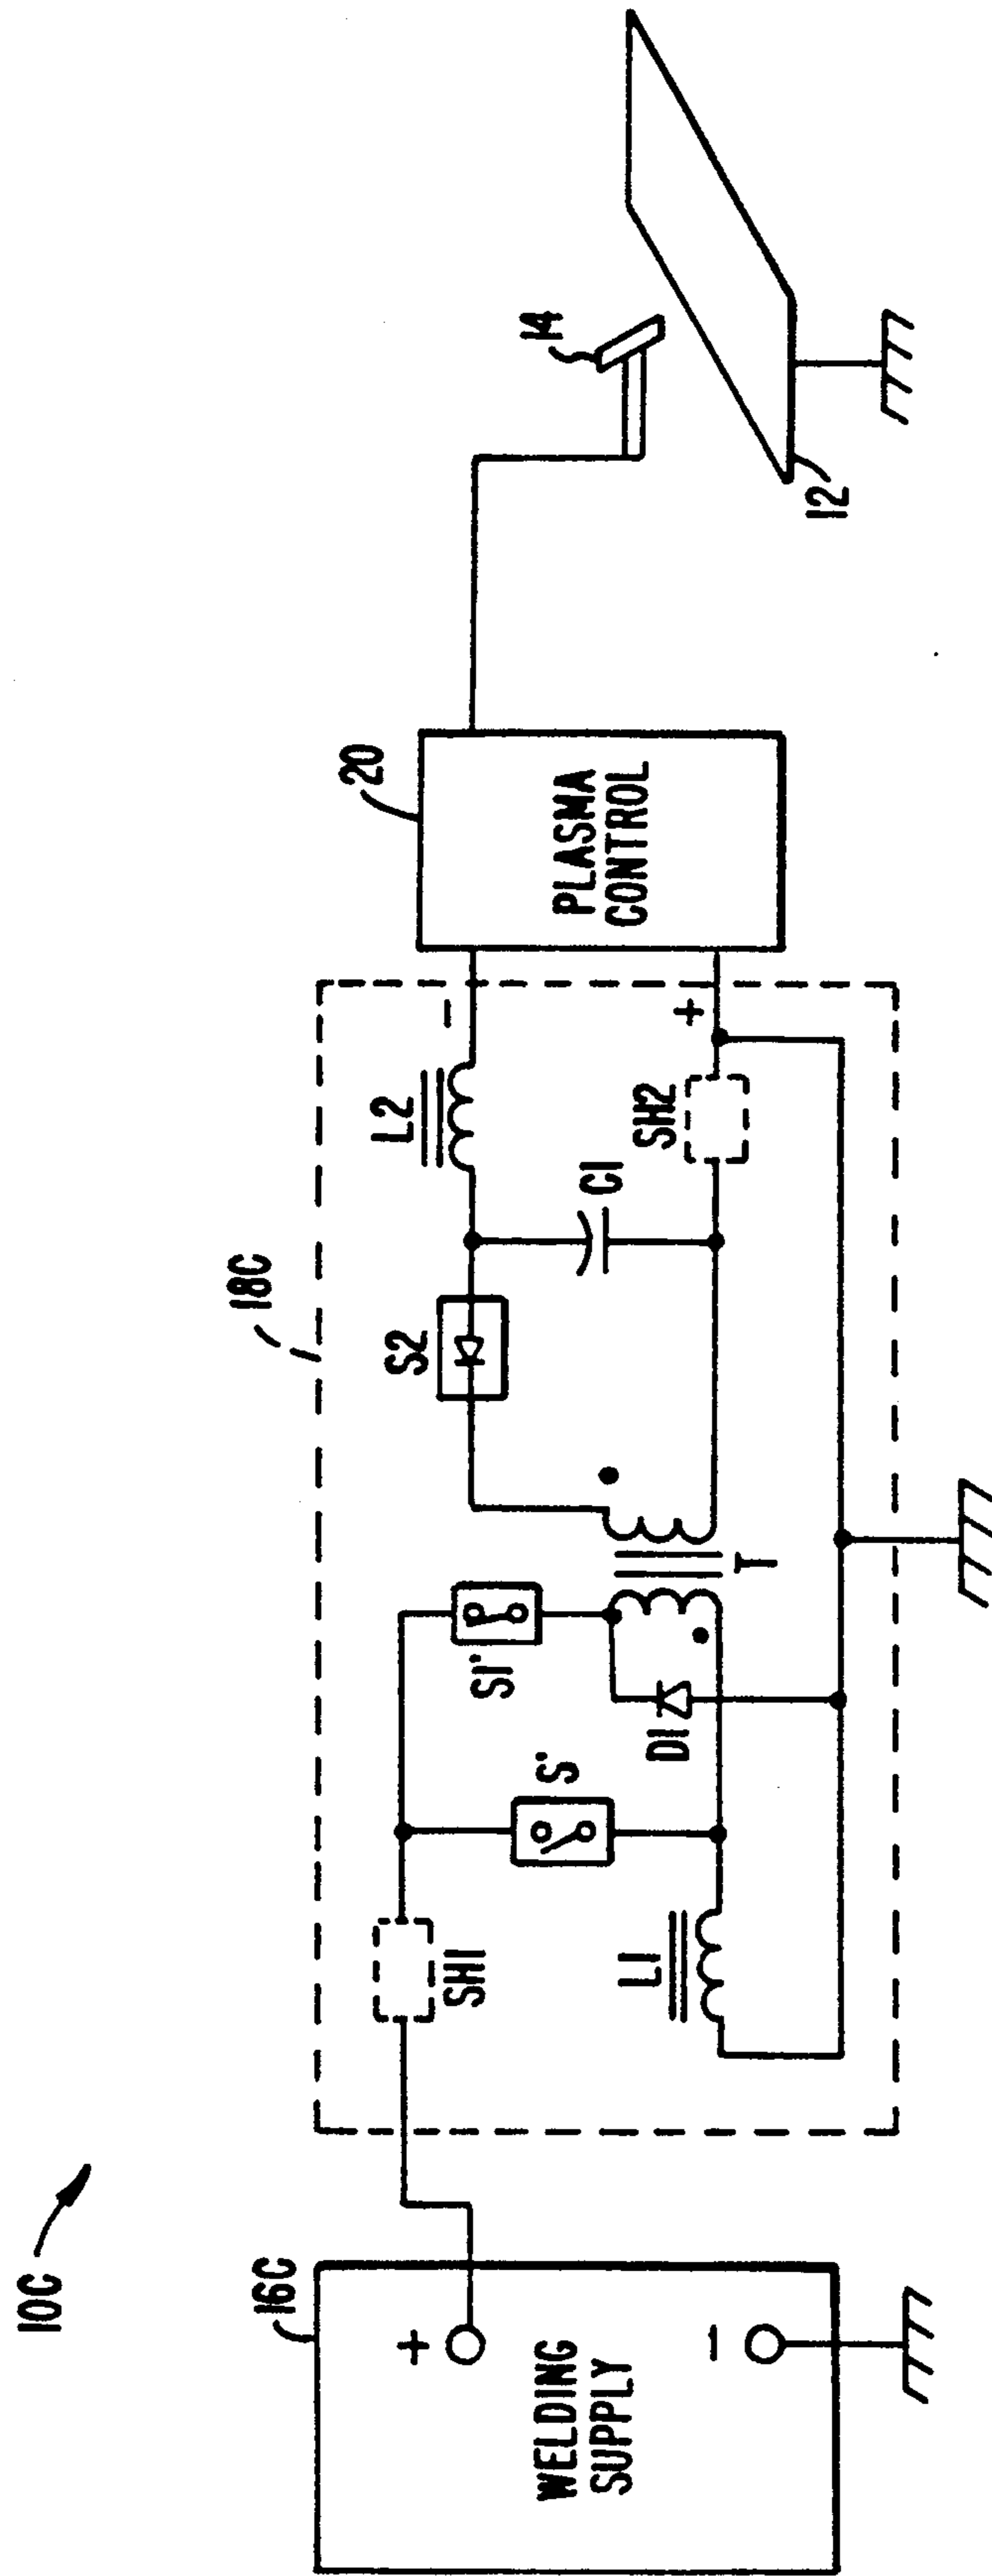 10C
16C
WELDING
SUPPLY
+
−
18C
SH1
S'
S1'
D1
L1
T
S2
L2
C1
SH2
−
+
20
PLASMA
CONTROL
14
12